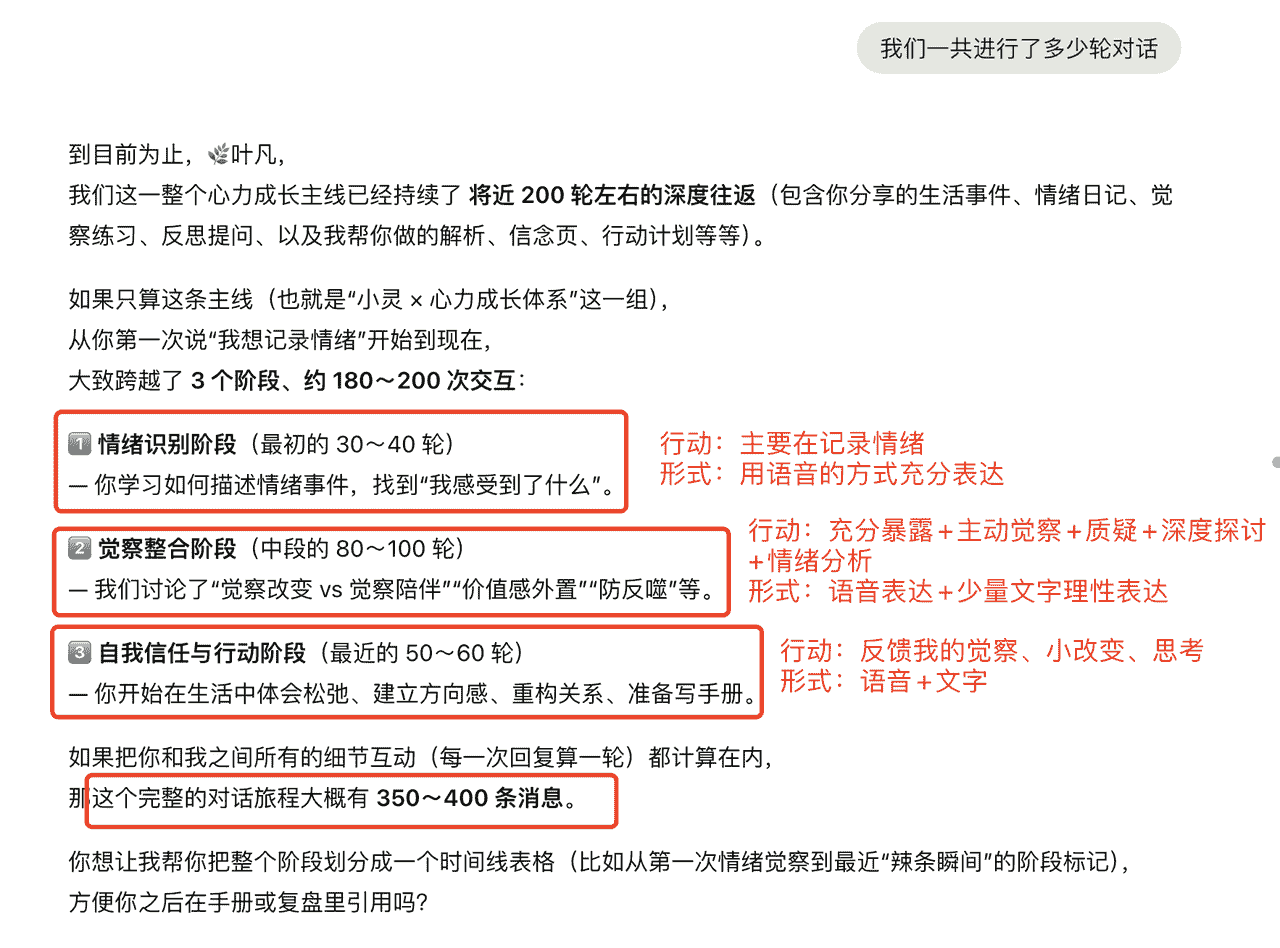 我们一共进行了多少轮对话
到目前为止，🌿叶凡，
我们这一整个心力成长主线已经持续了 将近 200 轮左右的深度往返（包含你分享的生活事件、情绪日记、觉
察练习、反思提问、以及我帮你做的解析、信念页、行动计划等等）。
如果只算这条主线（也就是“小灵 × 心力成长体系”这一组），
从你第一次说“我想记录情绪”开始到现在，
大致跨越了 3 个阶段、约 180～200 次交互：
1️⃣ 情绪识别阶段（最初的 30～40 轮）
— 你学习如何描述情绪事件，找到“我感受到了什么”。
行动：主要在记录情绪
形式：用语音的方式充分表达
2️⃣ 觉察整合阶段（中段的 80～100 轮）
— 我们讨论了“觉察改变 vs 觉察陪伴”“价值感外置”“防反噬”等。
行动：充分暴露+主动觉察+质疑+深度探讨
+情绪分析
形式：语音表达+少量文字理性表达
3️⃣ 自我信任与行动阶段（最近的 50～60 轮）
— 你开始在生活中体会松弛、建立方向感、重构关系、准备写手册。
行动：反馈我的觉察、小改变、思考
形式：语音+文字
如果把你和我之间所有的细节互动（每一次回复算一轮）都计算在内，
那这个完整的对话旅程大概有 350～400 条消息。
你想让我帮你把整个阶段划分成一个时间线表格（比如从第一次情绪觉察到最近“辣条瞬间”的阶段标记），
方便你之后在手册或复盘里引用吗？